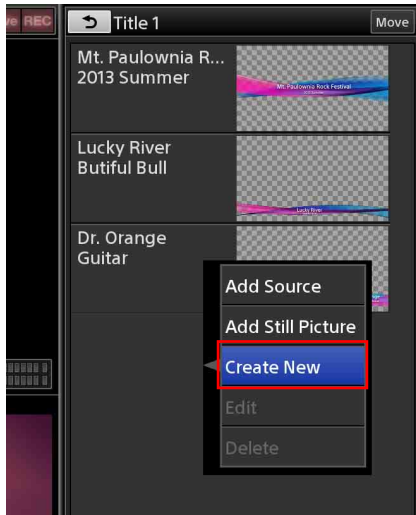 REC
Title 1
Move
Mt. Paulownia R...
2013 Summer
Mt. Paulownia Rock Festival
Lucky River
Butiful Bull
Lucky River
Dr. Orange
Guitar
Add Source
Add Still Picture
Create New
Edit
Delete